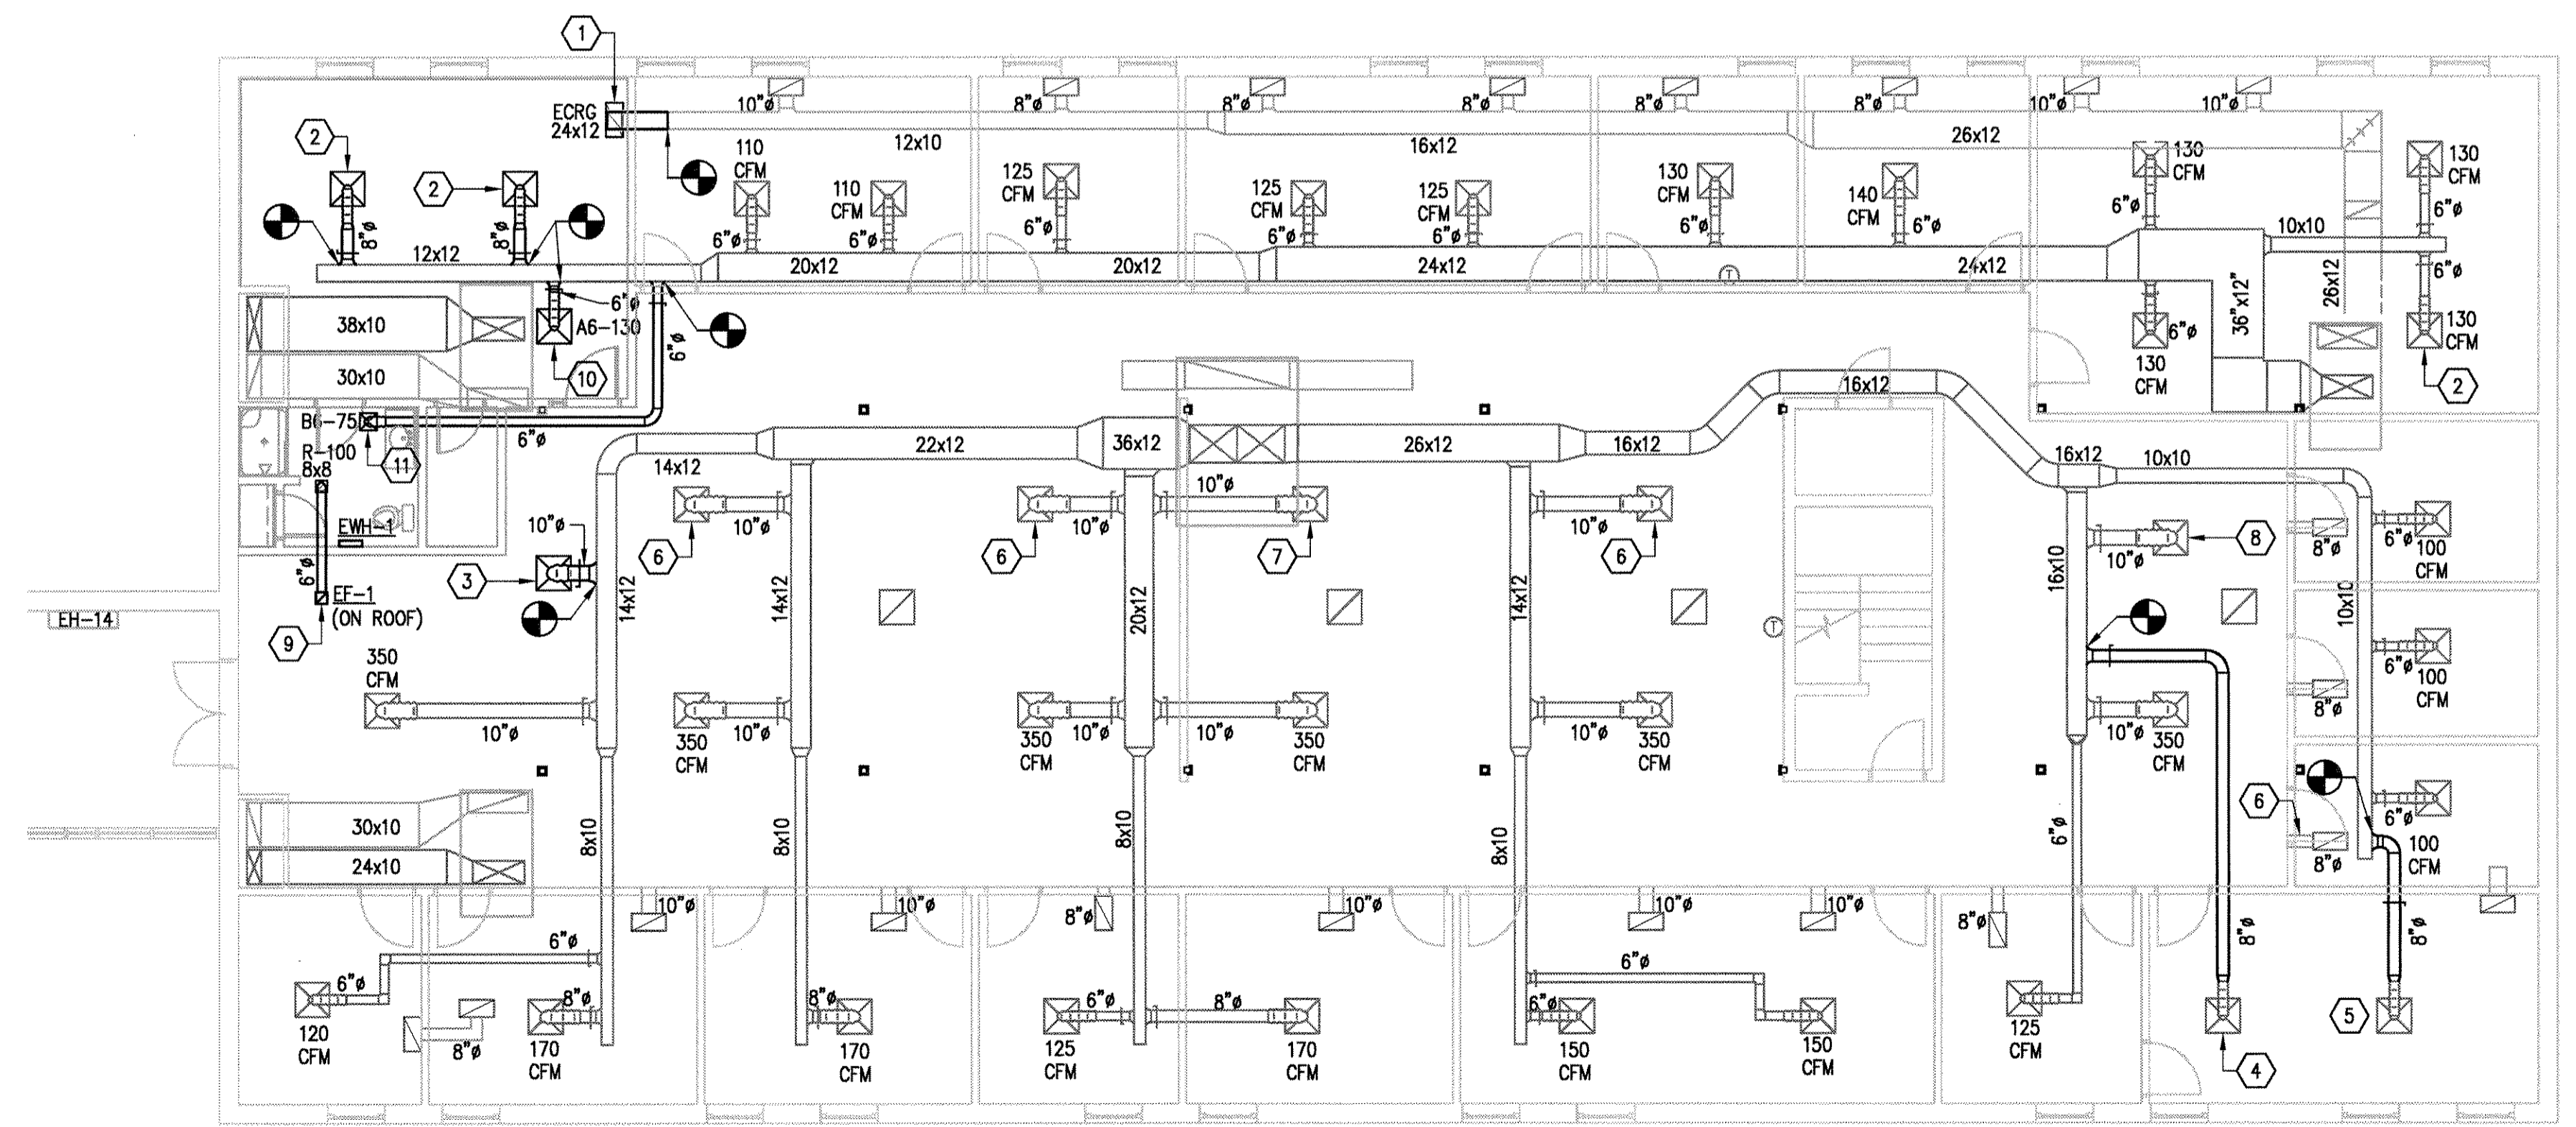 1
ECRG
24x12
10"ø
8"ø
8"ø
8"ø
8"ø
8"ø
10"ø
10"ø
12x10
16x12
26x12
2
2
8"ø
8"ø
12x12
110
CFM
110
CFM
125
CFM
125
CFM
125
CFM
130
CFM
140
CFM
130
CFM
130
CFM
6"ø
6"ø
6"ø
6"ø
6"ø
6"ø
6"ø
6"ø
6"ø
10x10
20x12
20x12
24x12
24x12
T
36"x12"
26x12
6"ø
6"ø
130
CFM
130
CFM
2
38x10
30x10
6"ø
A6-130
10
6"ø
6"ø
B6-75
R-100
8x8
11
EWH-1
6"ø
EF-1
(ON ROOF)
9
EH-14
14x12
22x12
36x12
26x12
16x12
16x12
16x12
10x10
10"ø
3
10"ø
6
10"ø
6
10"ø
10"ø
7
10"ø
6
10"ø
8
8"ø
6"ø
100
CFM
14x12
14x12
20x12
14x12
T
16x10
10x10
8"ø
6"ø
100
CFM
350
CFM
10"ø
10"ø
350
CFM
10"ø
350
CFM
10"ø
350
CFM
10"ø
350
CFM
10"ø
350
CFM
6
8"ø
6"ø
100
CFM
30x10
24x10
8x10
8x10
8x10
8x10
6"ø
8"ø
8"ø
10"ø
10"ø
8"ø
10"ø
10"ø
10"ø
8"ø
6"ø
6"ø
120
CFM
8"ø
8"ø
170
CFM
8"ø
170
CFM
6"ø
125
CFM
8"ø
170
CFM
6"ø
6"ø
150
CFM
150
CFM
125
CFM
4
5